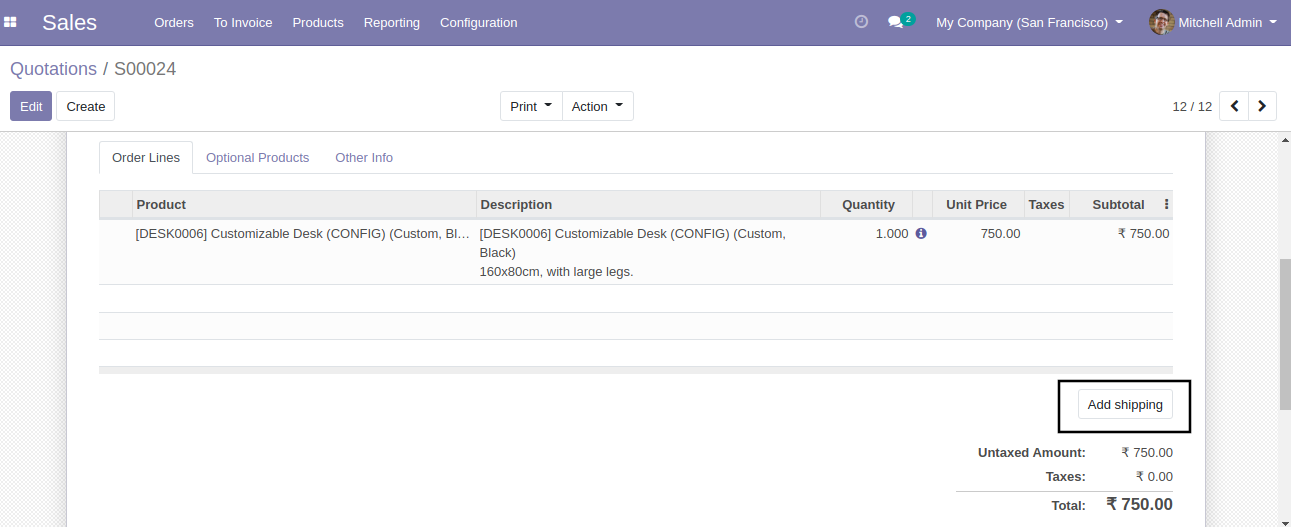 Sales Orders To Invoice Products Reporting Configuration 2 My Company (San Francisco) Mitchell Admin
Quotations / S00024
Edit Create Print Action 12 / 12
Order Lines Optional Products Other Info
Product Description Quantity Unit Price Taxes Subtotal
[DESK0006] Customizable Desk (CONFIG) (Custom, Bl… [DESK0006] Customizable Desk (CONFIG) (Custom, 1.000 750.00 ₹ 750.00
Black)
160x80cm, with large legs.
Add shipping
Untaxed Amount: ₹ 750.00
Taxes: ₹ 0.00
Total: ₹ 750.00